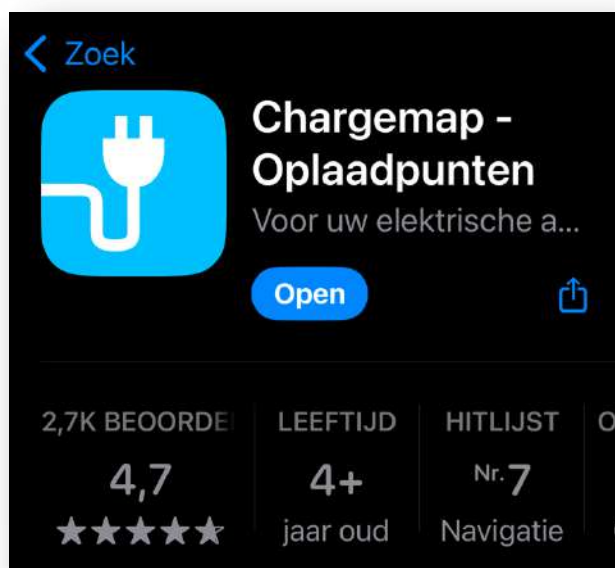 Zoek
Chargemap -
Oplaadpunten
Voor uw elektrische a...
Open
2,7K BEOORDE
LEEFTIJD
HITLIJST
O
4,7
4+
Nr.7
jaar oud
Navigatie